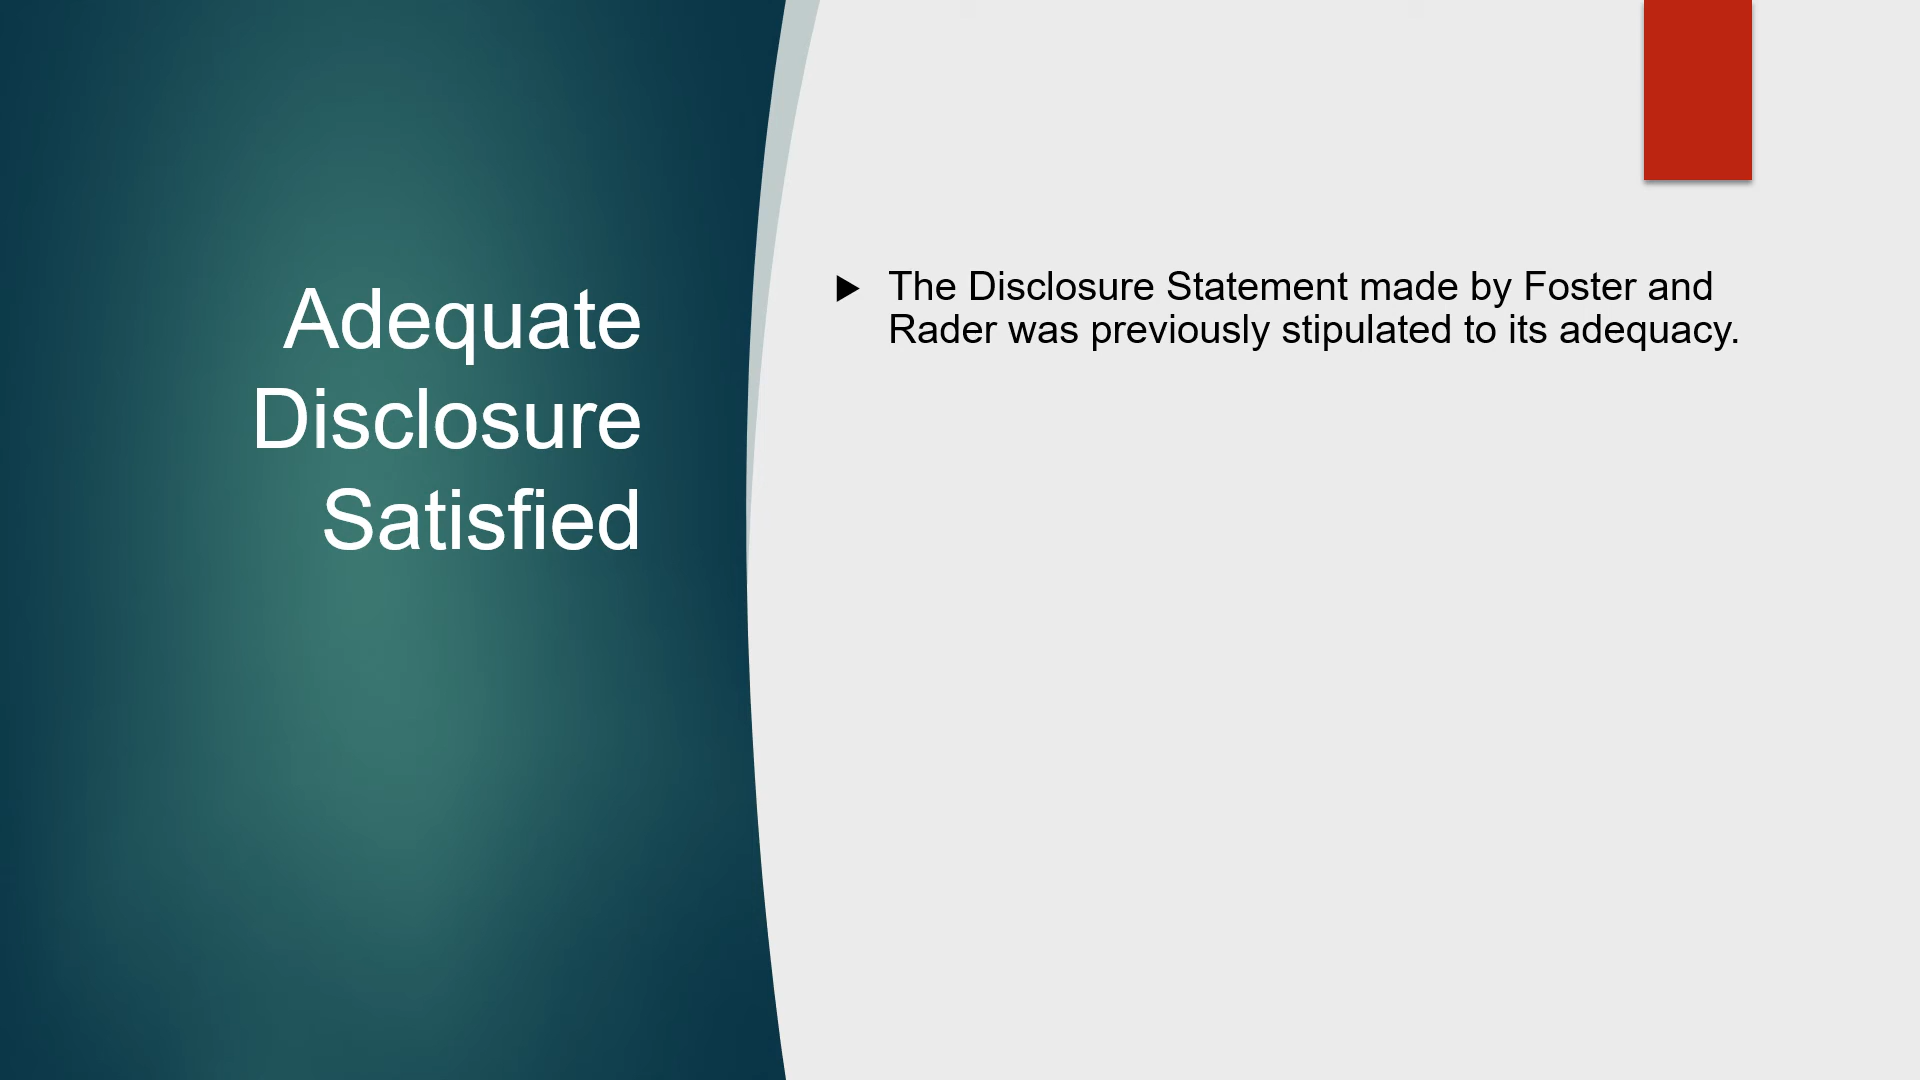 Adequate
Disclosure
Satisfied
The Disclosure Statement made by Foster and
Rader was previously stipulated to its adequacy.